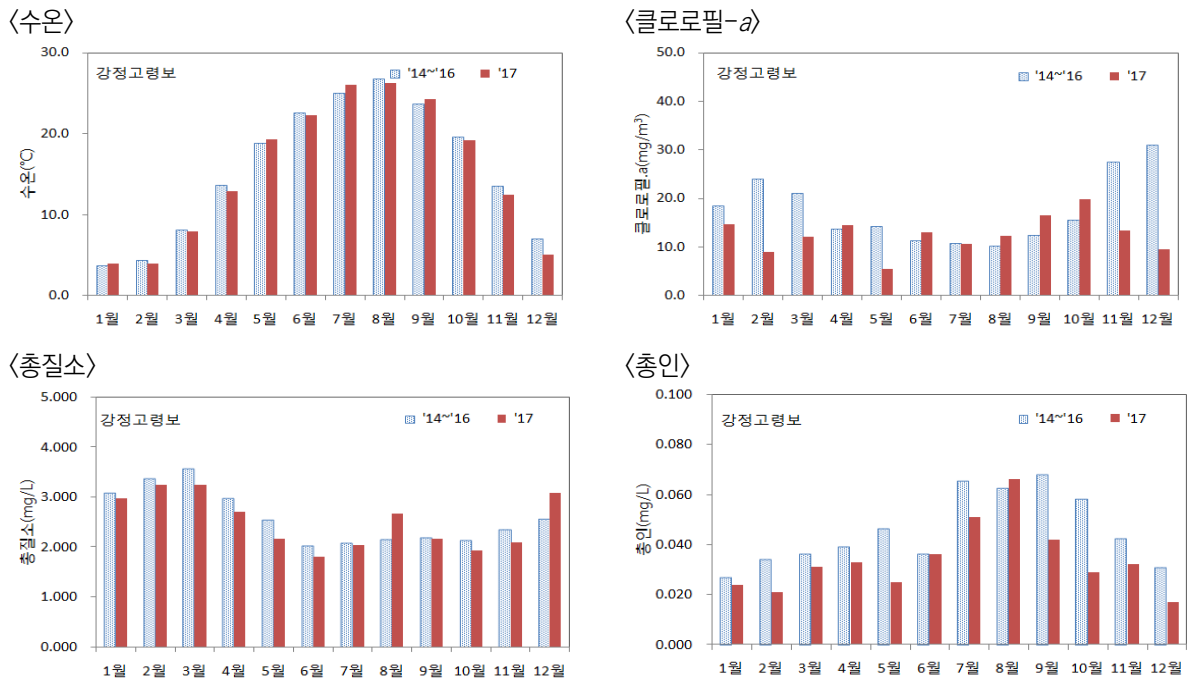 〈수온〉
30.0
20.0
10.0
0.0
수온(℃)
강정고령보
'14~'16
'17
1월 2월 3월 4월 5월 6월 7월 8월 9월 10월 11월 12월
〈클로로필-a〉
50.0
40.0
30.0
20.0
10.0
0.0
클로로필.a(mg/m³)
강정고령보
'14~'16
'17
1월 2월 3월 4월 5월 6월 7월 8월 9월 10월 11월 12월
〈총질소〉
5.000
4.000
3.000
2.000
1.000
0.000
총질소(mg/L)
강정고령보
'14~'16
'17
1월 2월 3월 4월 5월 6월 7월 8월 9월 10월 11월 12월
〈총인〉
0.100
0.080
0.060
0.040
0.020
0.000
총인(mg/L)
강정고령보
'14~'16
'17
1월 2월 3월 4월 5월 6월 7월 8월 9월 10월 11월 12월